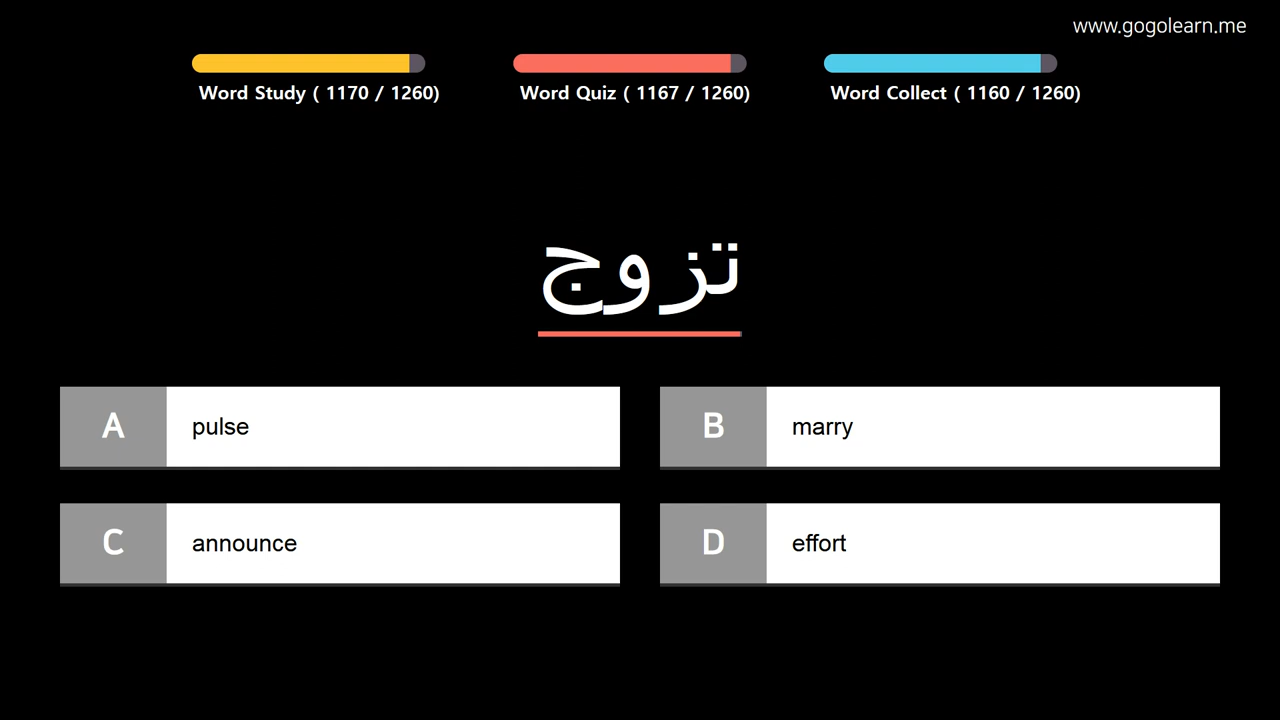 www.gogolearn.me
Word Study ( 1170 / 1260)
Word Quiz ( 1167 / 1260)
Word Collect ( 1160 / 1260)
تزوج
A pulse
B marry
C announce
D effort